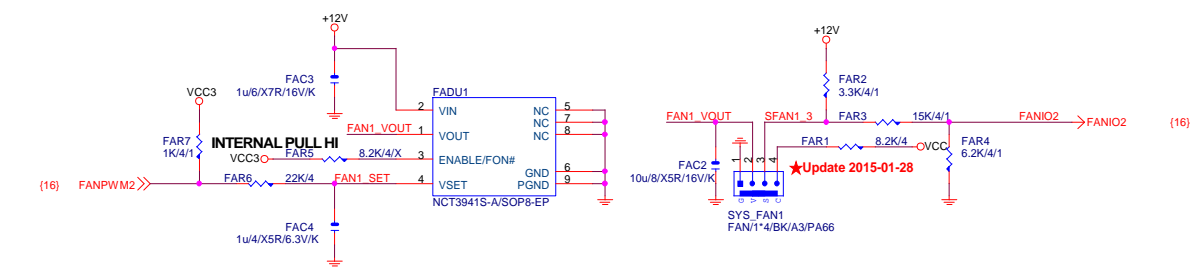 +12V
FAC3
1u/6/X7R/16V/K
VCC3
FAR7
1K/4/1
INTERNAL PULL HI
FAN1_VOUT
VCC3
FAR5
8.2K/4/X
{16}
FANPWM2
FAR6
22K/4
FAN1_SET
FAC4
1u/4/X5R/6.3V/K
FADU1
2
VIN
1
VOUT
3
ENABLE/FON#
4
VSET
NC
5
NC
7
NC
8
GND
6
PGND
9
NCT3941S-A/SOP8-EP
+12V
FAR2
3.3K/4/1
FAN1_VOUT
SFAN1_3
FAR3
15K/4/1
FANIO2
FANIO2
{16}
FAR1
8.2K/4
VCC
FAR4
6.2K/4/1
FAC2
10u/8/X5R/16V/K
1
2
3
4
G
V
S
C
★Update 2015-01-28
SYS_FAN1
FAN/1*4/BK/A3/PA66